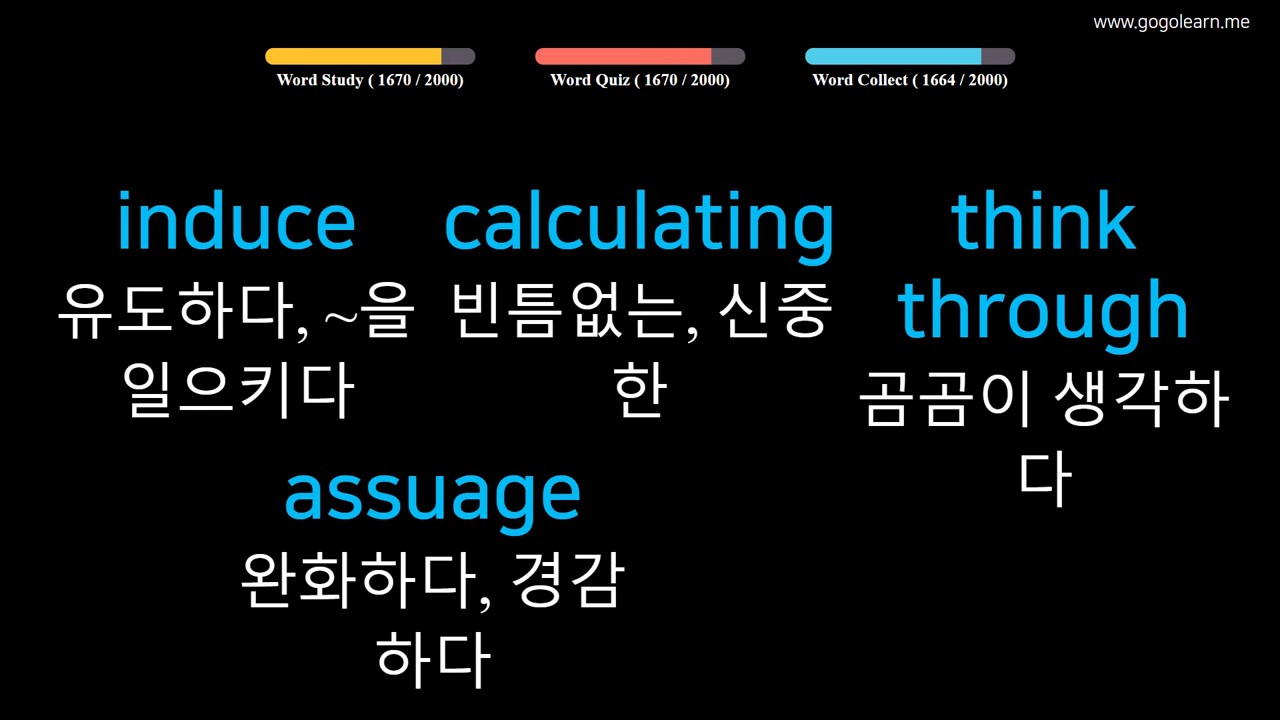 www.gogolearn.me
Word Study ( 1670 / 2000)
Word Quiz ( 1670 / 2000)
Word Collect ( 1664 / 2000)
induce
유도하다, ~을
일으키다
calculating
빈틈없는, 신중
한
think
through
곰곰이 생각하
다
assuage
완화하다, 경감
하다